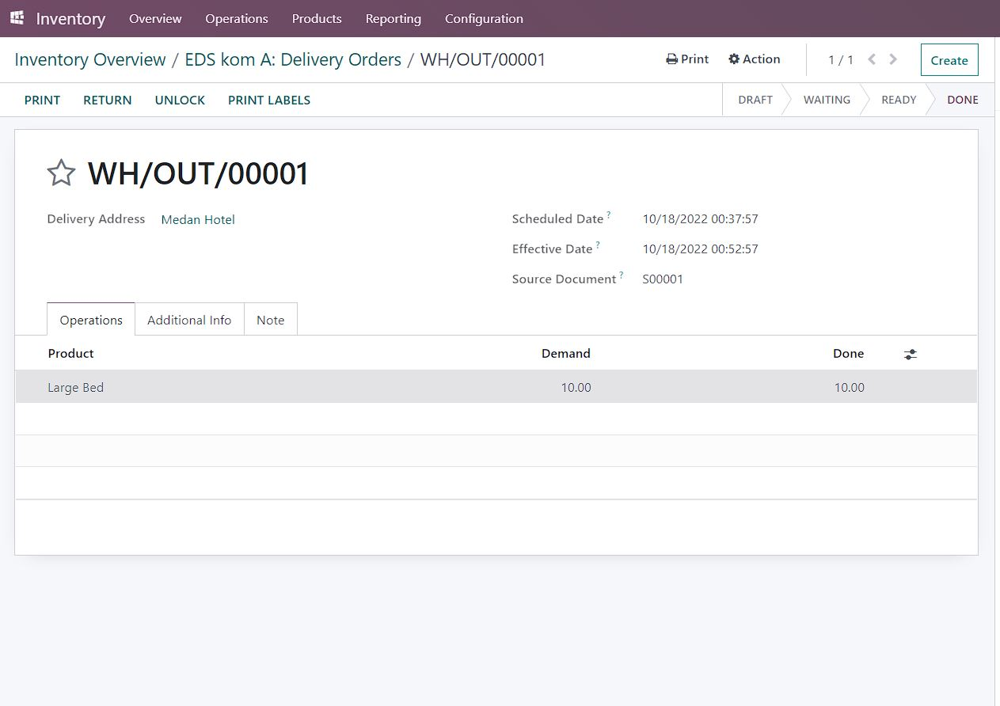 Inventory Overview Operations Products Reporting Configuration
Inventory Overview / EDS kom A: Delivery Orders / WH/OUT/00001 Print Action 1 / 1 Create
PRINT RETURN UNLOCK PRINT LABELS DRAFT WAITING READY DONE
WH/OUT/00001
Delivery Address Medan Hotel Scheduled Date ? 10/18/2022 00:37:57
Effective Date ? 10/18/2022 00:52:57
Source Document ? S00001
Operations Additional Info Note
Product Demand Done
Large Bed 10.00 10.00